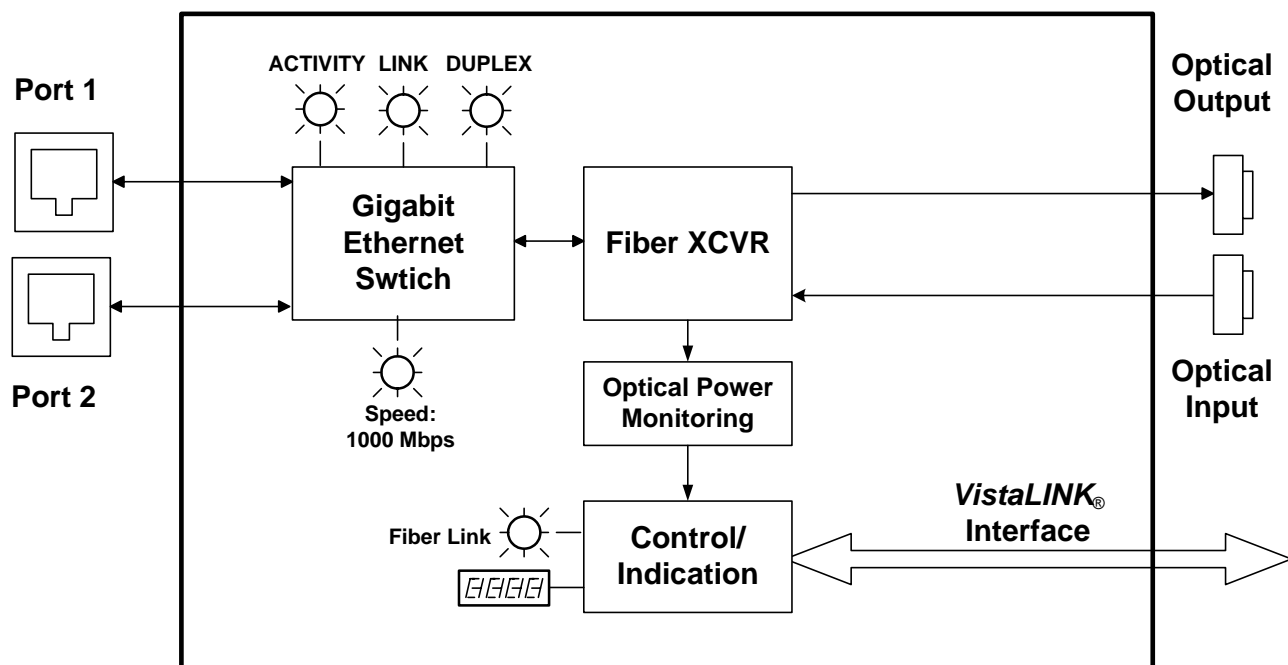 ACTIVITY LINK DUPLEX
Port 1
Optical
Output
Gigabit
Ethernet
Swtich
Fiber XCVR
Port 2
Speed:
1000 Mbps
Optical Power
Monitoring
Optical
Input
VistaLINK®
Interface
Fiber Link
Control/
Indication